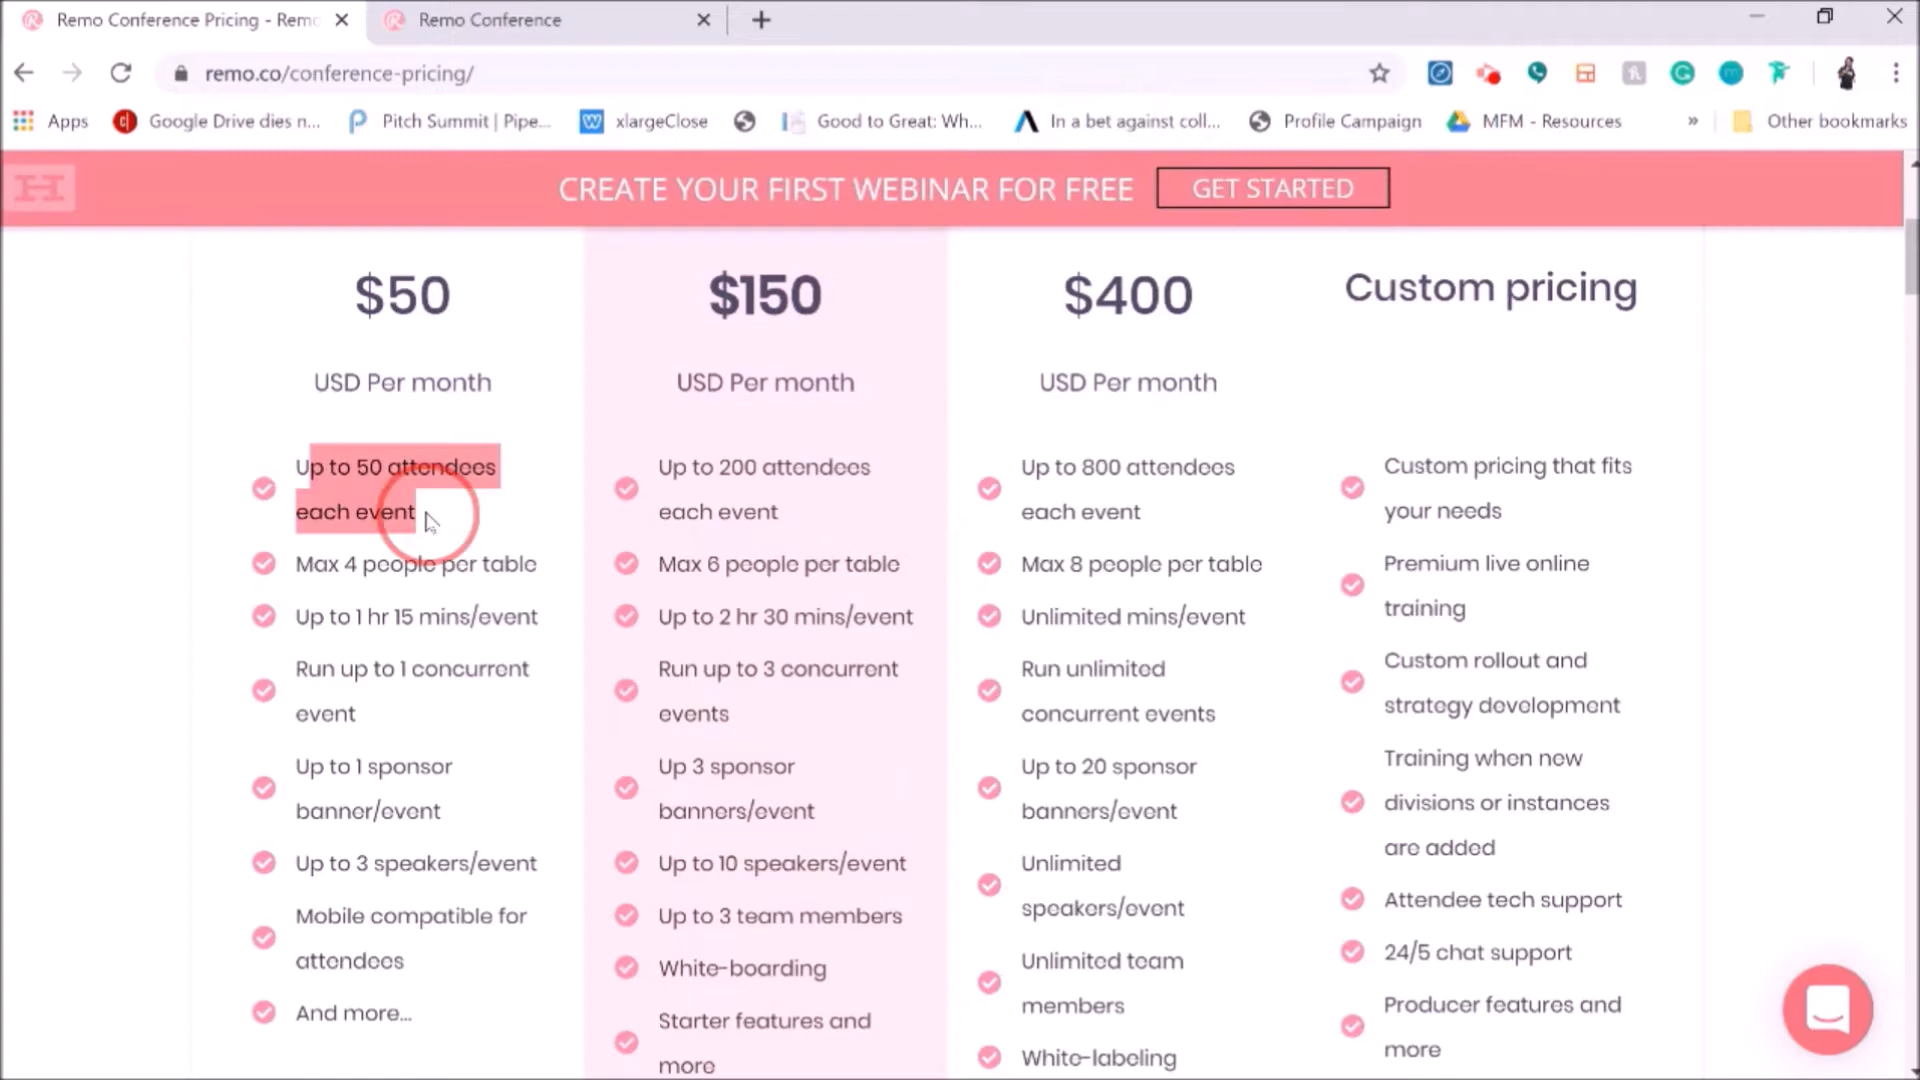 Remo Conference Pricing - Remo
Remo Conference
remo.co/conference-pricing/
Apps
Google Drive dies n...
Pitch Summit | Pipe...
xlargeClose
Good to Great: Wh...
In a bet against coll...
Profile Campaign
MFM - Resources
»
Other bookmarks
CREATE YOUR FIRST WEBINAR FOR FREE
GET STARTED
$50
USD Per month
Up to 50 attendees
each event
Max 4 people per table
Up to 1 hr 15 mins/event
Run up to 1 concurrent
event
Up to 1 sponsor
banner/event
Up to 3 speakers/event
Mobile compatible for
attendees
And more...
$150
USD Per month
Up to 200 attendees
each event
Max 6 people per table
Up to 2 hr 30 mins/event
Run up to 3 concurrent
events
Up 3 sponsor
banners/event
Up to 10 speakers/event
Up to 3 team members
White-boarding
Starter features and
more
$400
USD Per month
Up to 800 attendees
each event
Max 8 people per table
Unlimited mins/event
Run unlimited
concurrent events
Up to 20 sponsor
banners/event
Unlimited
speakers/event
Unlimited team
members
White-labeling
Custom pricing
Custom pricing that fits
your needs
Premium live online
training
Custom rollout and
strategy development
Training when new
divisions or instances
are added
Attendee tech support
24/5 chat support
Producer features and
more